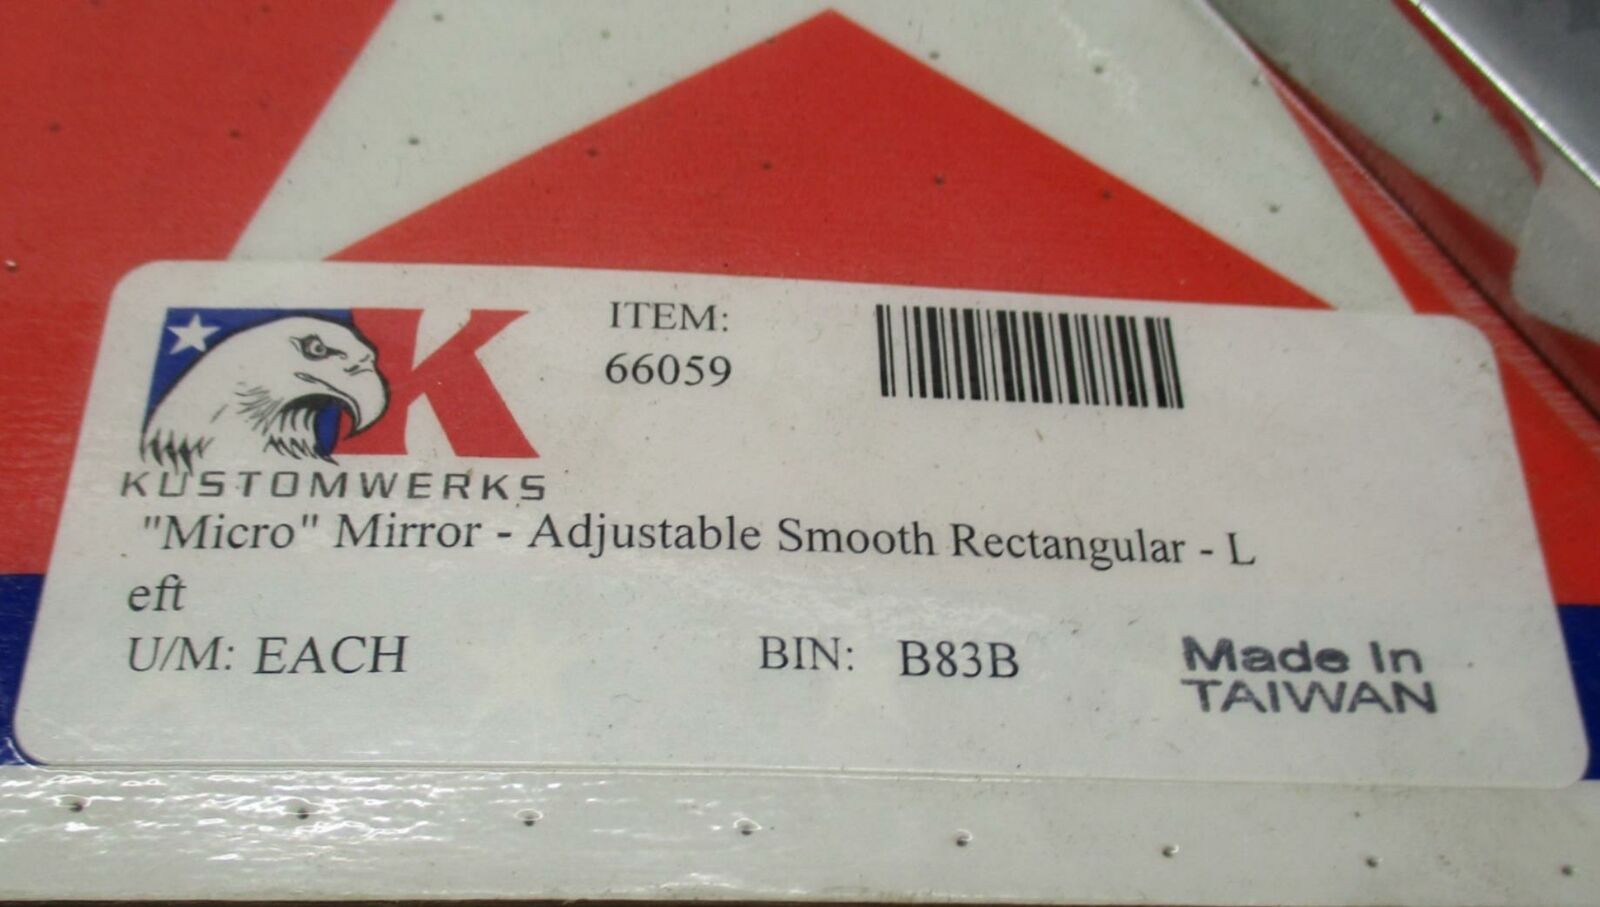 K
KUSTOMWERKS
ITEM:
66059
"Micro" Mirror - Adjustable Smooth Rectangular - L
eft
U/M: EACH BIN: B83B
Made In
TAIWAN